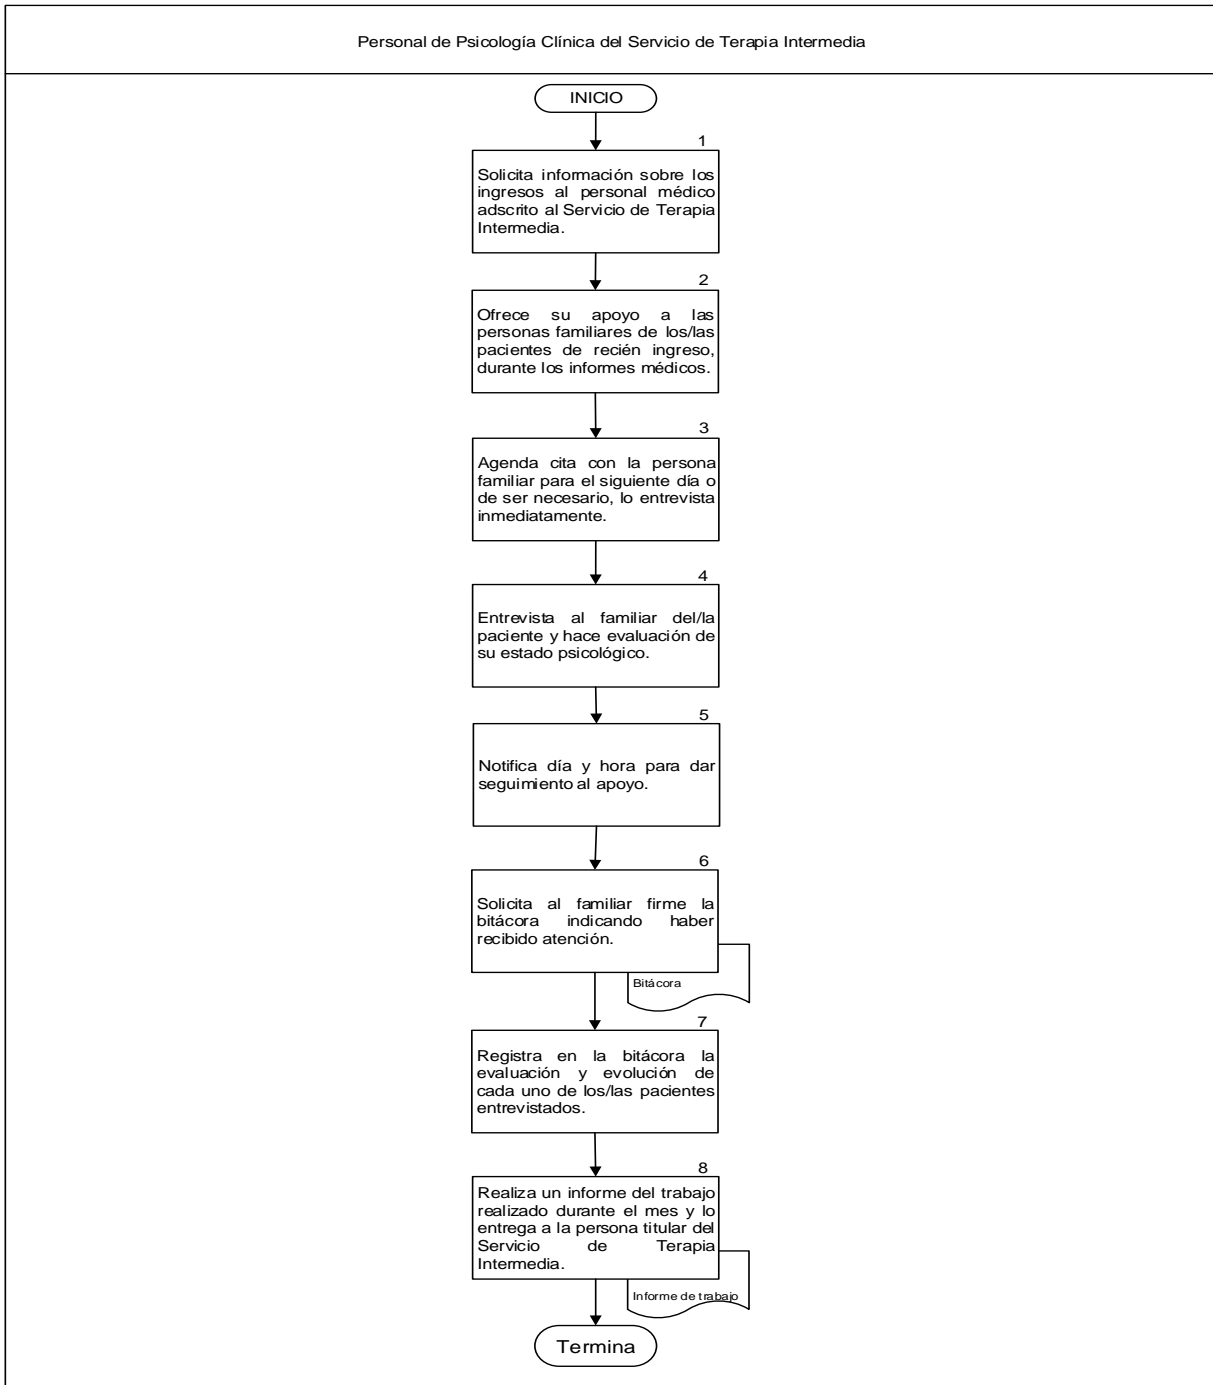 Personal de Psicología Clínica del Servicio de Terapia Intermedia
INICIO
1
Solicita información sobre los
ingresos al personal médico
adscrito al Servicio de Terapia
Intermedia.
2
Ofrece su apoyo a las
personas familiares de los/las
pacientes de recién ingreso,
durante los informes médicos.
3
Agenda cita con la persona
familiar para el siguiente día o
de ser necesario, lo entrevista
inmediatamente.
4
Entrevista al familiar del/la
paciente y hace evaluación de
su estado psicológico.
5
Notifica día y hora para dar
seguimiento al apoyo.
6
Solicita al familiar firme la
bitácora indicando haber
recibido atención.
Bitácora
7
Registra en la bitácora la
evaluación y evolución de
cada uno de los/las pacientes
entrevistados.
8
Realiza un informe del trabajo
realizado durante el mes y lo
entrega a la persona titular del
Servicio de Terapia
Intermedia.
Informe de trabajo
Termina